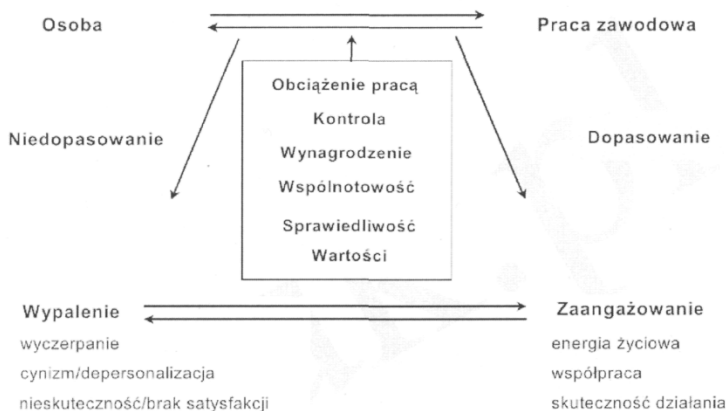 Osoba
Praca zawodowa
Obciążenie pracą
Kontrola
Wynagrodzenie
Wspólnotowość
Sprawiedliwość
Wartości
Niedopasowanie
Dopasowanie
Wypalenie
wyczerpanie
cynizm/depersonalizacja
nieskuteczność/brak satysfakcji
Zaangażowanie
energia życiowa
współpraca
skuteczność działania